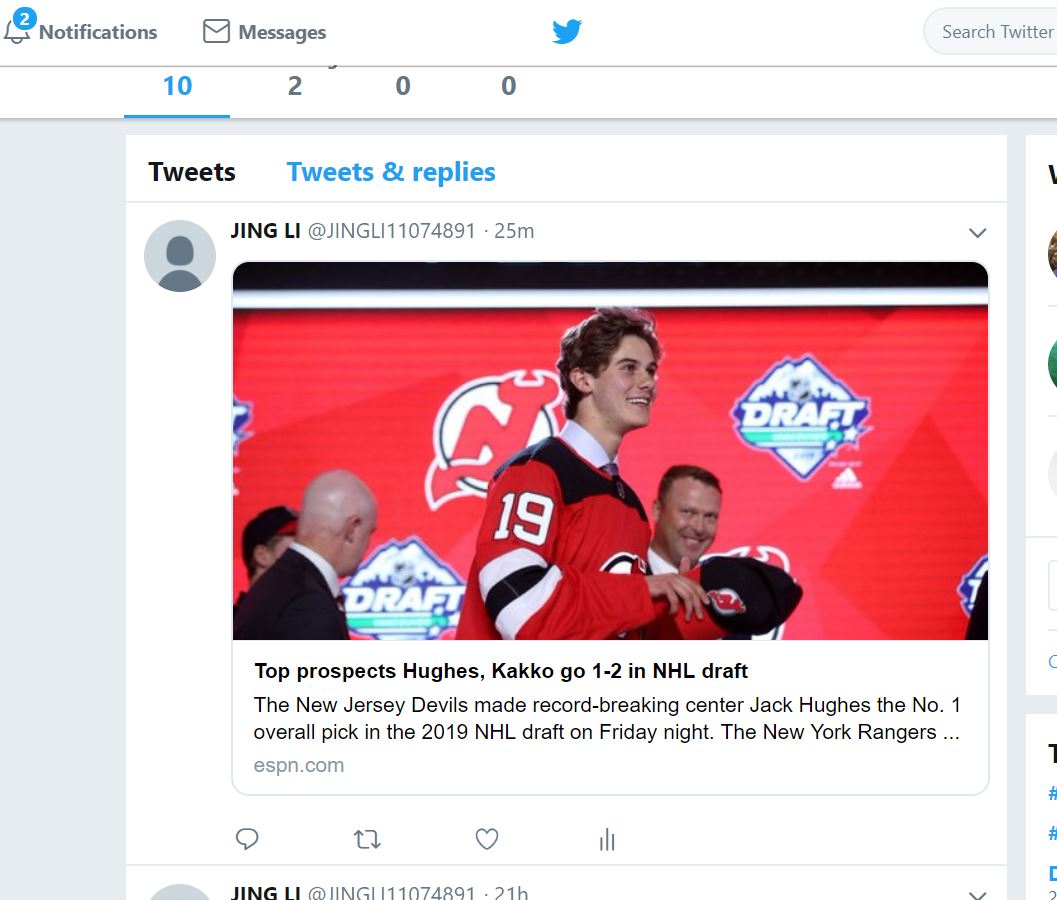 2
Notifications
Messages
Search Twitter
10 2 0 0
Tweets Tweets & replies
JING LI @JINGLI11074891 · 25m
DRAFT
19
DRAFT
Top prospects Hughes, Kakko go 1-2 in NHL draft
The New Jersey Devils made record-breaking center Jack Hughes the No. 1
overall pick in the 2019 NHL draft on Friday night. The New York Rangers ...
espn.com
JING LI @JINGLI11074891 · 21h
#
#